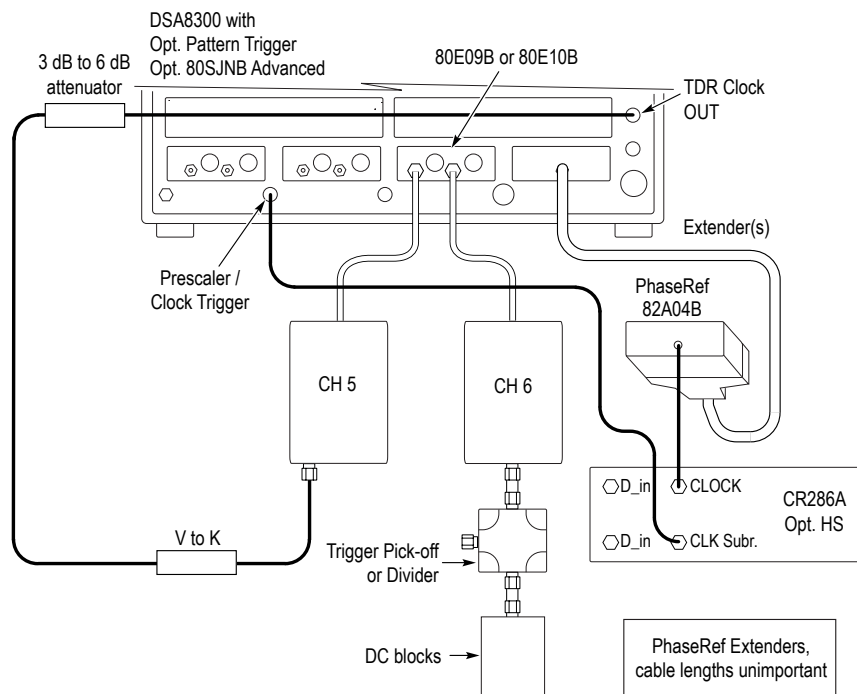 DSA8300 with
Opt. Pattern Trigger
Opt. 80SJNB Advanced
3 dB to 6 dB
attenuator
80E09B or 80E10B
TDR Clock
OUT
Extender(s)
Prescaler /
Clock Trigger
PhaseRef
82A04B
CH 5
CH 6
D_in
CLOCK
CR286A
Opt. HS
D_in
CLK Subr.
V to K
Trigger Pick-off
or Divider
DC blocks
PhaseRef Extenders,
cable lengths unimportant